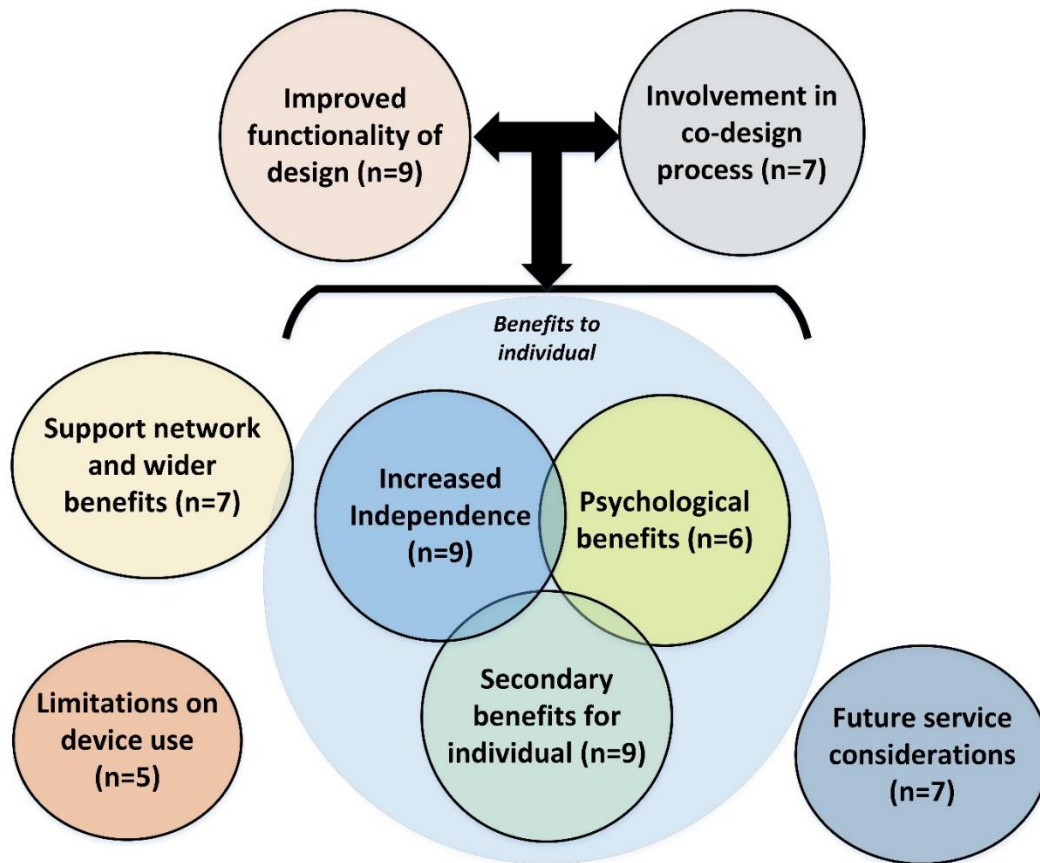 Improved
functionality of
design (n=9)
Involvement in
co-design
process (n=7)
Benefits to
individual
Support network
and wider
benefits (n=7)
Increased
Independence
(n=9)
Psychological
benefits (n=6)
Limitations on
device use
(n=5)
Secondary
benefits for
individual (n=9)
Future service
considerations
(n=7)